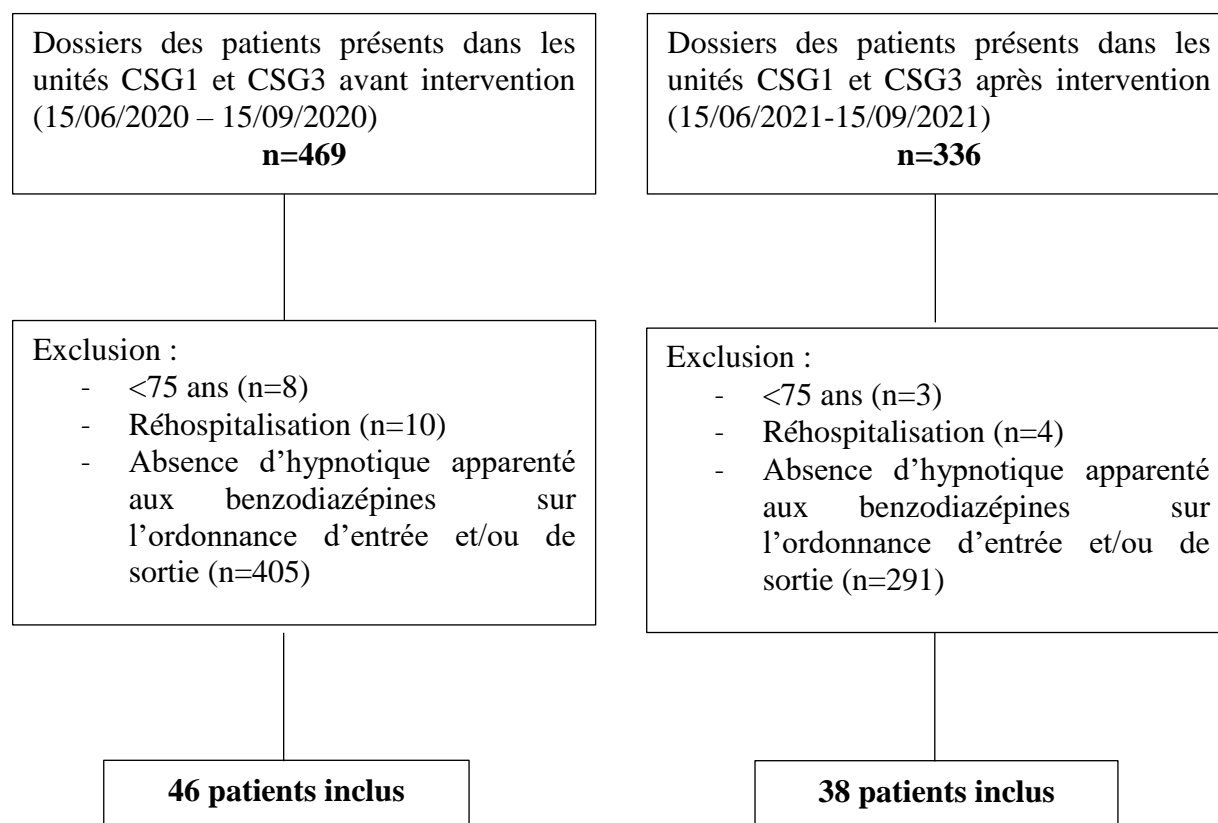 Dossiers des patients présents dans les
unités CSG1 et CSG3 avant intervention
(15/06/2020 – 15/09/2020)
n=469
Dossiers des patients présents dans les
unités CSG1 et CSG3 après intervention
(15/06/2021-15/09/2021)
n=336
Exclusion :
- <75 ans (n=8)
- Réhospitalisation (n=10)
- Absence d’hypnotique apparenté
aux benzodiazépines sur
l’ordonnance d’entrée et/ou de
sortie (n=405)
Exclusion :
- <75 ans (n=3)
- Réhospitalisation (n=4)
- Absence d’hypnotique apparenté
aux benzodiazépines sur
l’ordonnance d’entrée et/ou de
sortie (n=291)
46 patients inclus
38 patients inclus